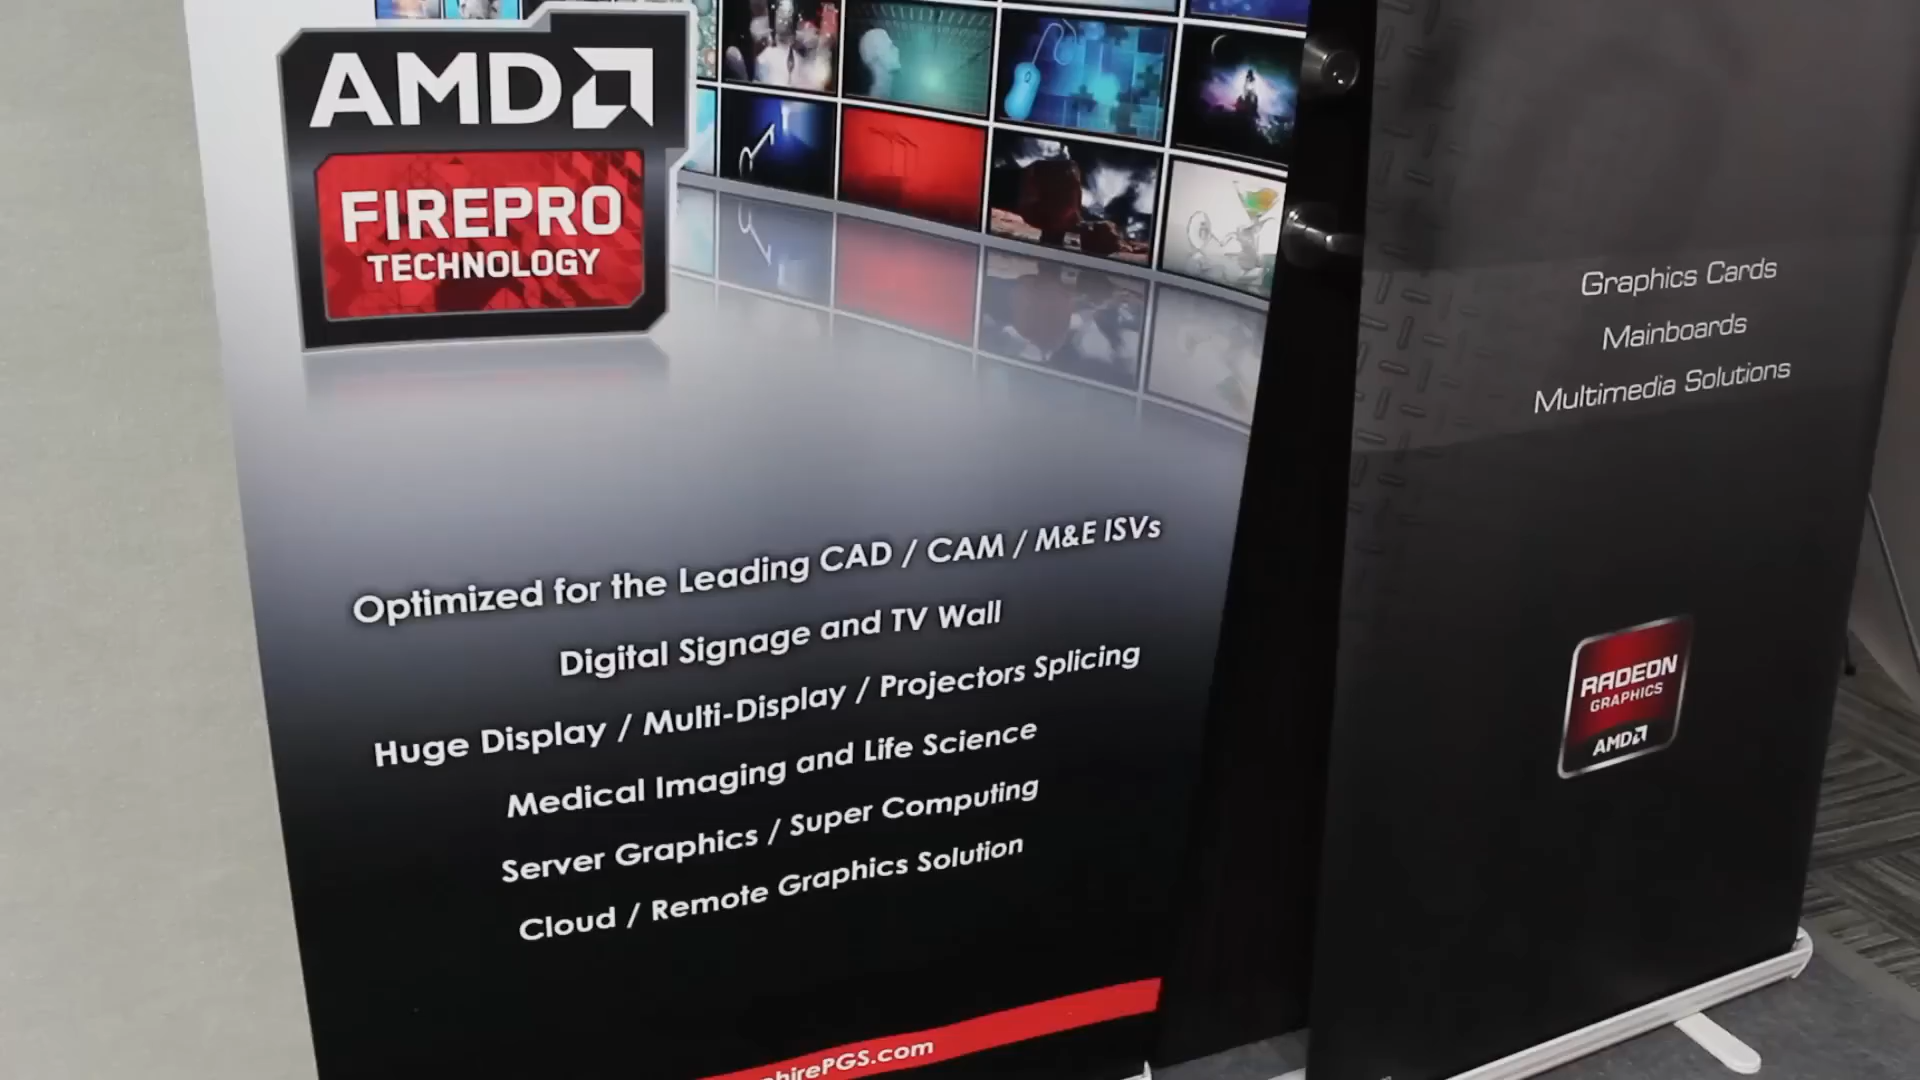 AMD
FIREPRO
TECHNOLOGY
Optimized for the Leading CAD / CAM / M&E ISVs
Digital Signage and TV Wall
Huge Display / Multi-Display / Projectors Splicing
Medical Imaging and Life Science
Server Graphics / Super Computing
Cloud / Remote Graphics Solution
hirePGS.com
Graphics Cards
Mainboards
Multimedia Solutions
RADEON
GRAPHICS
AMD